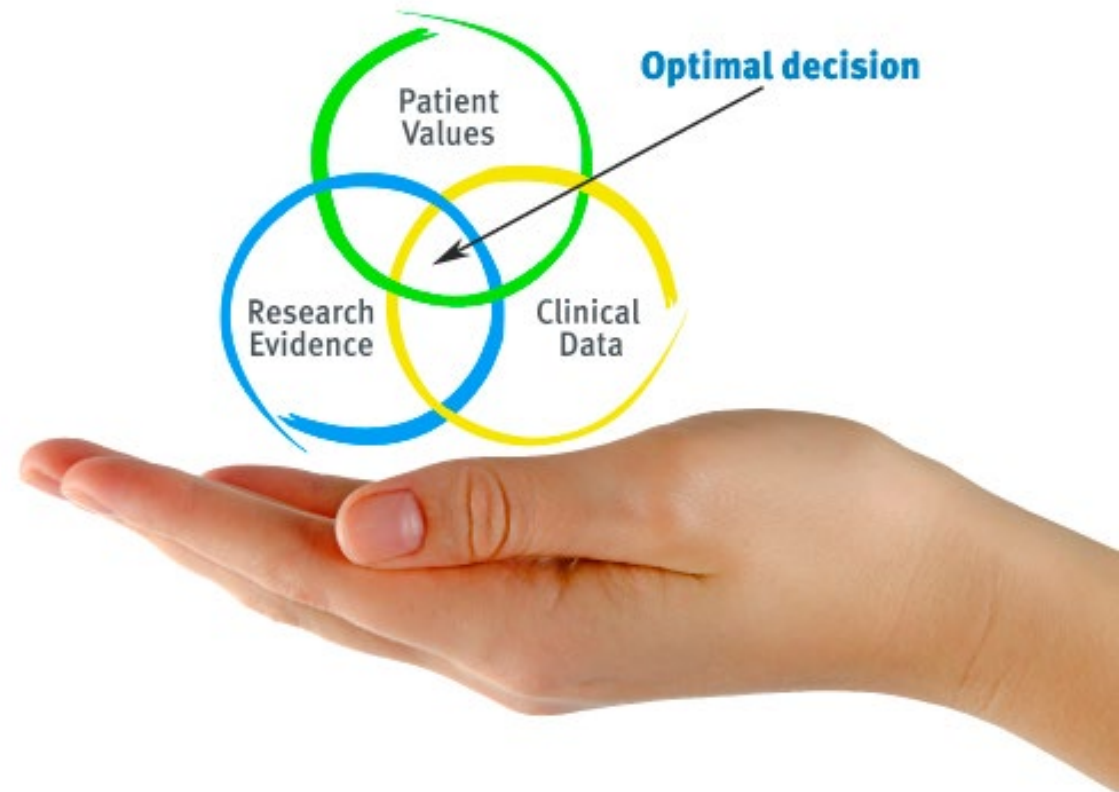 Optimal decision
Patient
Values
Research
Evidence
Clinical
Data